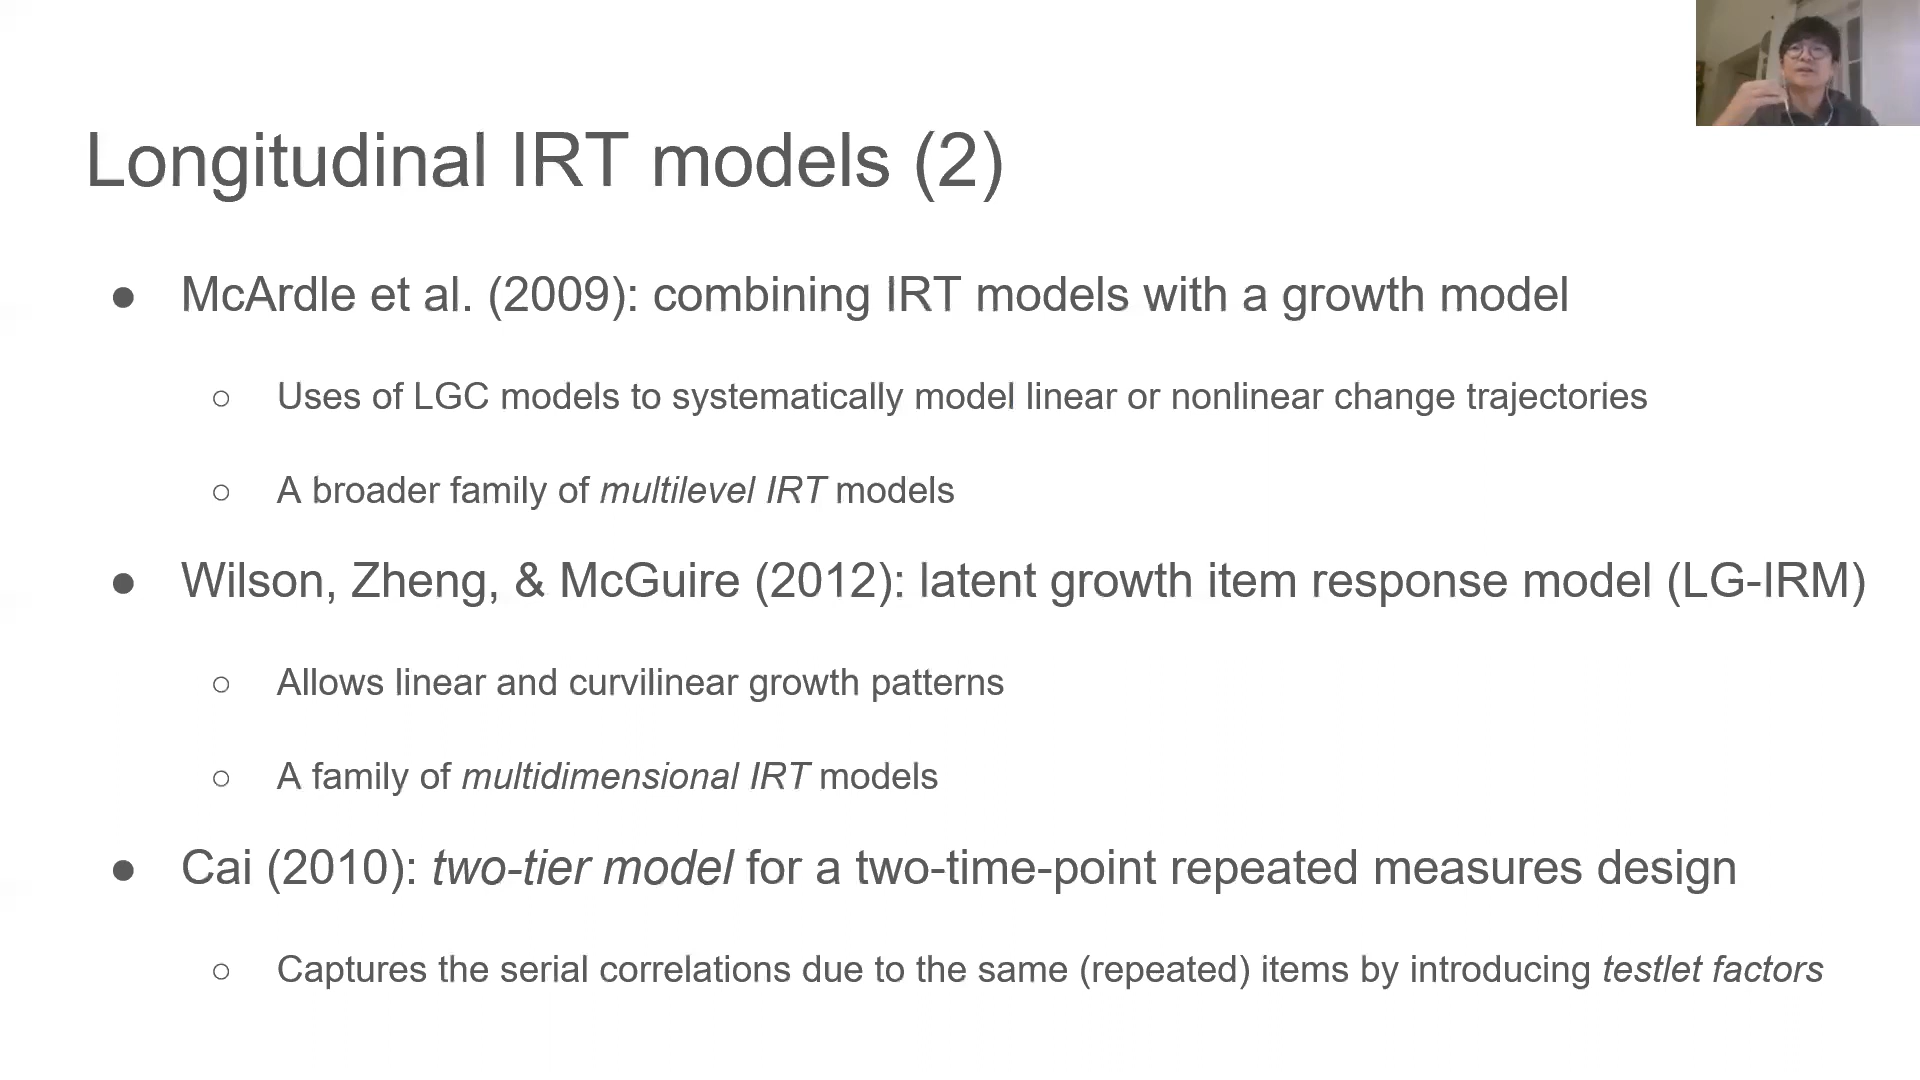 Longitudinal IRT models (2)
● McArdle et al. (2009): combining IRT models with a growth model
○ Uses of LGC models to systematically model linear or nonlinear change trajectories
○ A broader family of multilevel IRT models
● Wilson, Zheng, & McGuire (2012): latent growth item response model (LG-IRM)
○ Allows linear and curvilinear growth patterns
○ A family of multidimensional IRT models
● Cai (2010): two-tier model for a two-time-point repeated measures design
○ Captures the serial correlations due to the same (repeated) items by introducing testlet factors